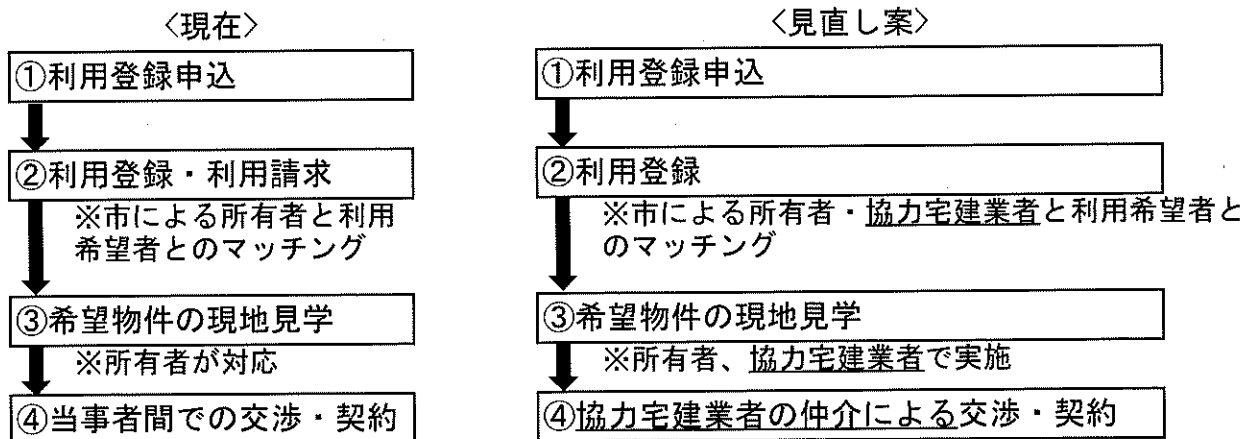 〈現在〉
①利用登録申込
②利用登録・利用請求
※市による所有者と利用
希望者とのマッチング
③希望物件の現地見学
※所有者が対応
④当事者間での交渉・契約
〈見直し案〉
①利用登録申込
②利用登録
※市による所有者・協力宅建業者と利用希望者と
のマッチング
③希望物件の現地見学
※所有者、協力宅建業者で実施
④協力宅建業者の仲介による交渉・契約